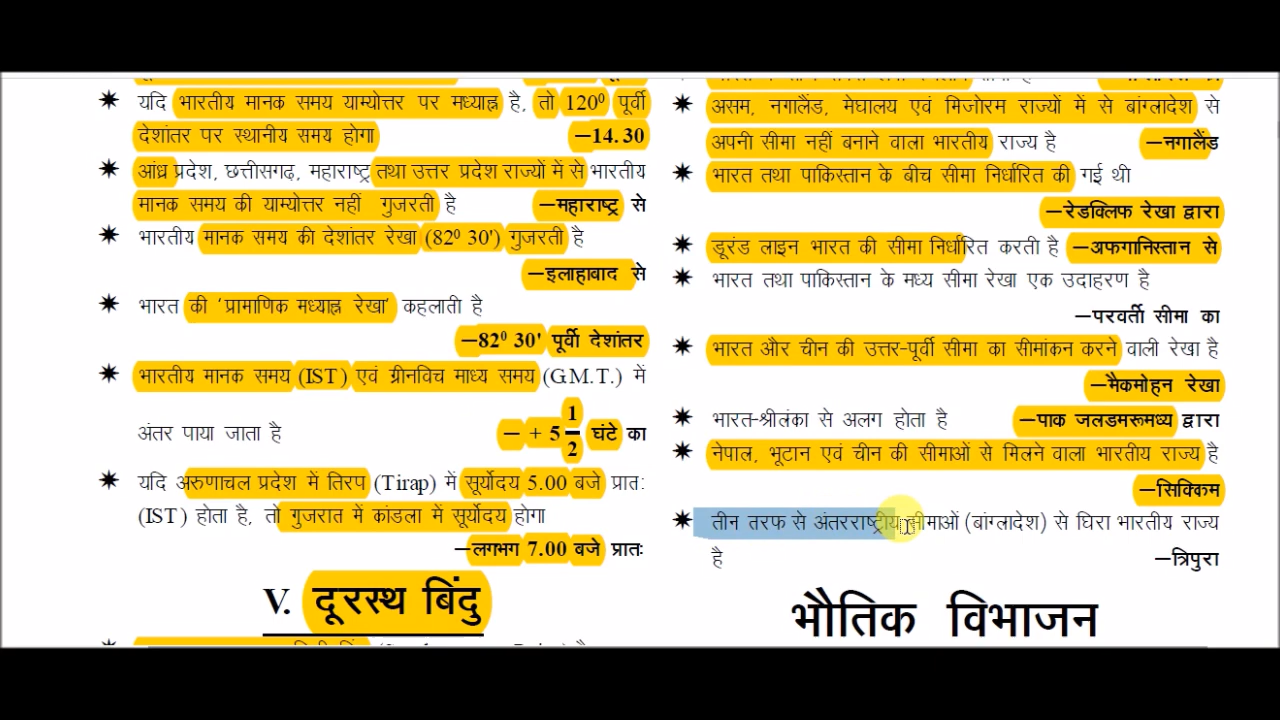 ✷ यदि भारतीय मानक समय याम्योत्तर पर मध्याह्न है, तो 120⁰ पूर्वी
देशांतर पर स्थानीय समय होगा –14.30
✷ आंध्र प्रदेश, छत्तीसगढ़, महाराष्ट्र तथा उत्तर प्रदेश राज्यों में से भारतीय
मानक समय की याम्योत्तर नहीं गुजरती है –महाराष्ट्र से
✷ भारतीय मानक समय की देशांतर रेखा (82⁰ 30') गुजरती है
–इलाहावाद से
✷ भारत की 'प्रामाणिक मध्याह्न रेखा' कहलाती है
–82⁰ 30' पूर्वी देशांतर
✷ भारतीय मानक समय (IST) एवं ग्रीनविच माध्य समय (G.M.T.) में
अंतर पाया जाता है – + 5 1/2 घंटे का
✷ यदि अरुणाचल प्रदेश में तिरप (Tirap) में सूर्योदय 5.00 बजे प्रात:
(IST) होता है, तो गुजरात में कांडला में सूर्योदय होगा
–लगभग 7.00 बजे प्रातः
V. दूरस्थ बिंदु
✷ असम, नगालैंड, मेघालय एवं मिजोरम राज्यों में से बांग्लादेश से
अपनी सीमा नहीं बनाने वाला भारतीय राज्य है –नगालैंड
✷ भारत तथा पाकिस्तान के बीच सीमा निर्धारित की गई थी
–रेडक्लिफ रेखा द्वारा
✷ डूरंड लाइन भारत की सीमा निर्धारित करती है –अफगानिस्तान से
✷ भारत तथा पाकिस्तान के मध्य सीमा रेखा एक उदाहरण है
–परवर्ती सीमा का
✷ भारत और चीन की उत्तर-पूर्वी सीमा का सीमांकन करने वाली रेखा है
–मैकमोहन रेखा
✷ भारत-श्रीलंका से अलग होता है –पाक जलडमरूमध्य द्वारा
✷ नेपाल, भूटान एवं चीन की सीमाओं से मिलने वाला भारतीय राज्य है
–सिक्किम
✷ तीन तरफ से अंतरराष्ट्रीय सीमाओं (बांग्लादेश) से घिरा भारतीय राज्य
है –त्रिपुरा
भौतिक विभाजन